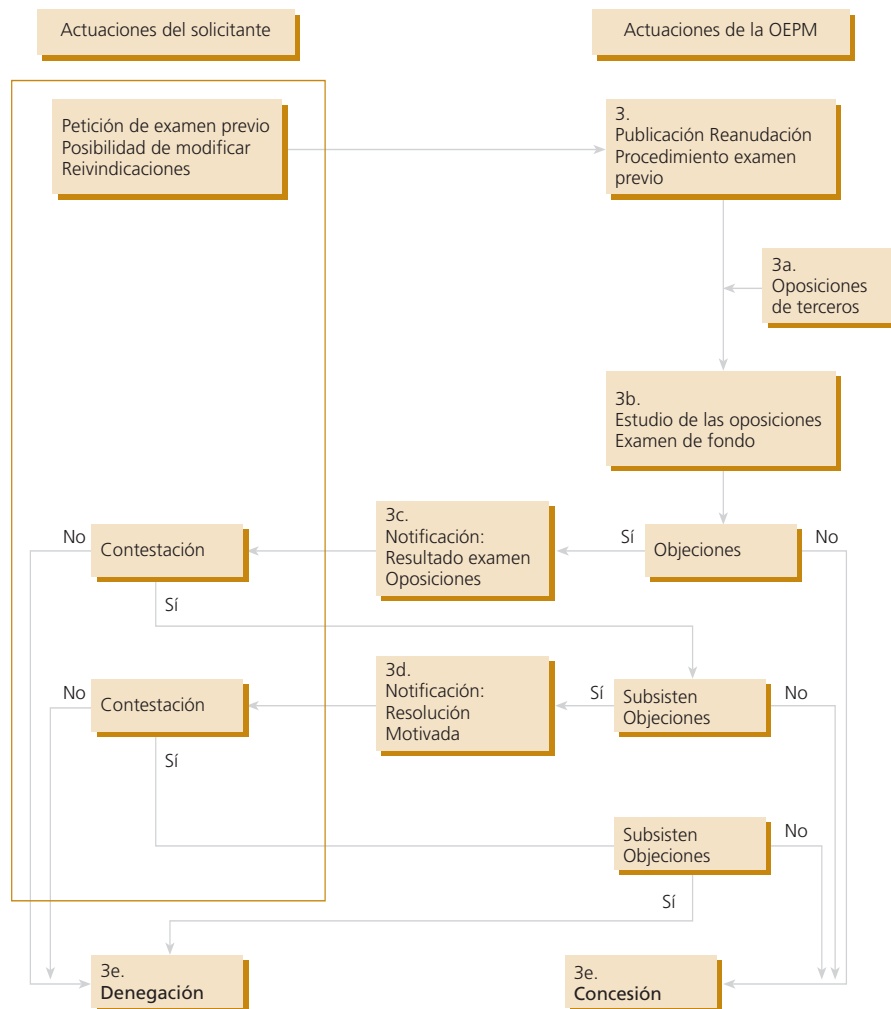 Actuaciones del solicitante
Actuaciones de la OEPM
Petición de examen previo
Posibilidad de modificar
Reivindicaciones
3.
Publicación Reanudación
Procedimiento examen
previo
3a.
Oposiciones
de terceros
3b.
Estudio de las oposiciones
Examen de fondo
No
Contestación
Sí
3c.
Notificación:
Resultado examen
Oposiciones
Sí
Objeciones
No
No
Contestación
Sí
3d.
Notificación:
Resolución
Motivada
Sí
Subsisten
Objeciones
No
Subsisten
Objeciones
No
Sí
3e.
Denegación
3e.
Concesión